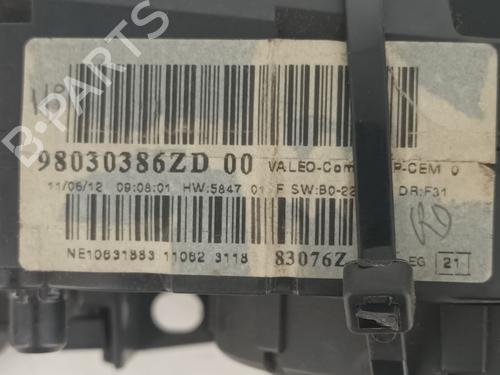 98030386ZD 00 VALEO-Com P-CEM 0
11/06/12 09:08:01 HW:5847 01 F SW:B0-22 DR:F31
NE10631883 11062 3118 83076Z EG 21
B-PARTS